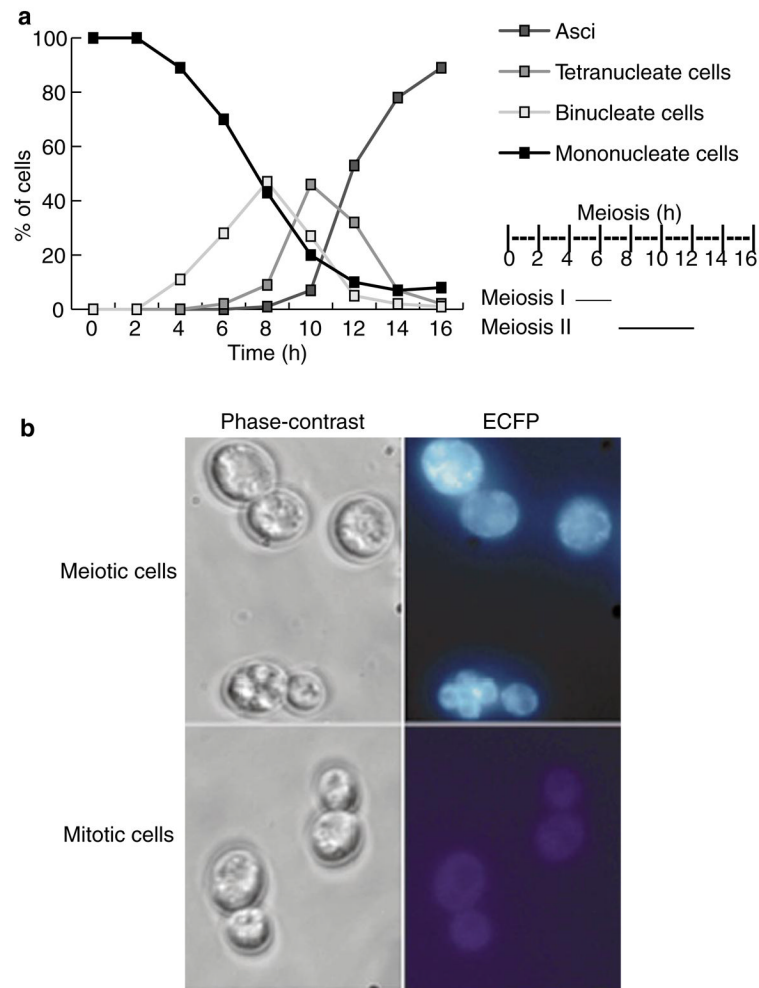 a
100
80
60
40
20
0
% of cells
0 2 4 6 8 10 12 14 16
Time (h)
Asci
Tetranucleate cells
Binucleate cells
Mononucleate cells
Meiosis (h)
0 2 4 6 8 10 12 14 16
Meiosis I
Meiosis II
b
Phase-contrast ECFP
Meiotic cells
Mitotic cells